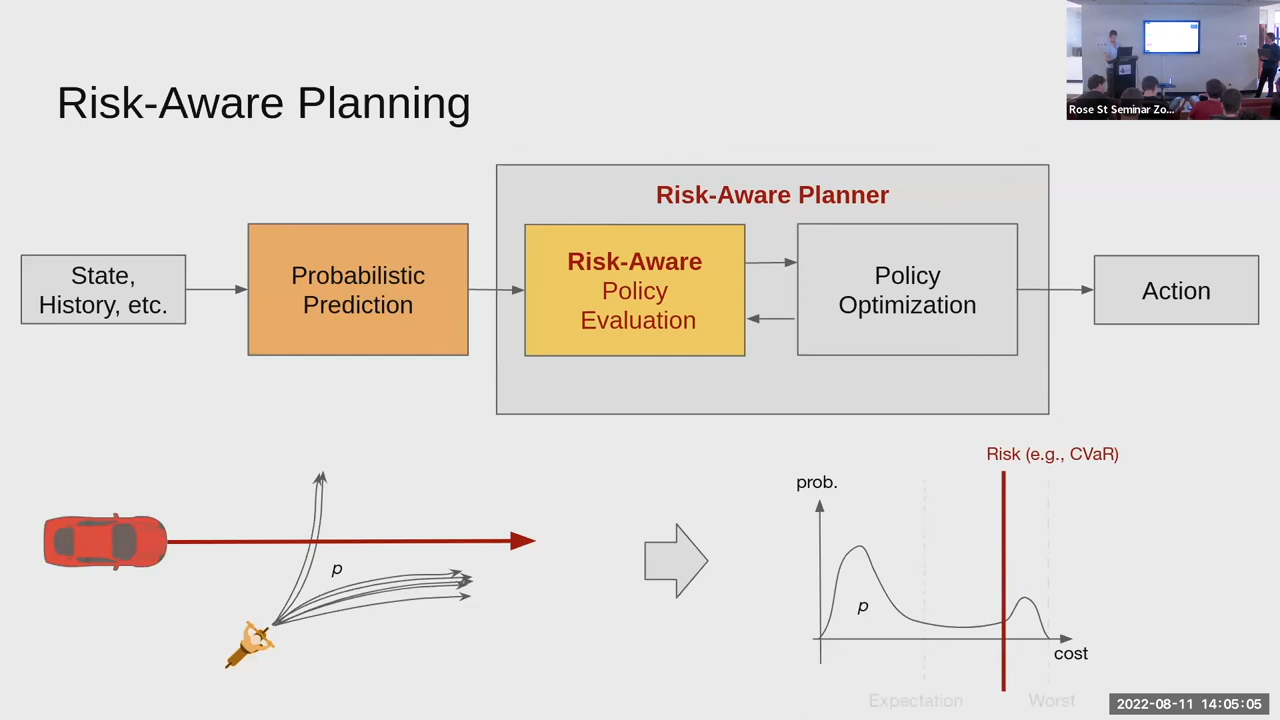 Rose St Seminar Zo...
Risk-Aware Planning
Risk-Aware Planner
State,
History, etc.
Probabilistic
Prediction
Risk-Aware
Policy
Evaluation
Policy
Optimization
Action
Risk (e.g., CVaR)
prob.
p
p
cost
Expectation
Worst
2022-08-11 14:05:05